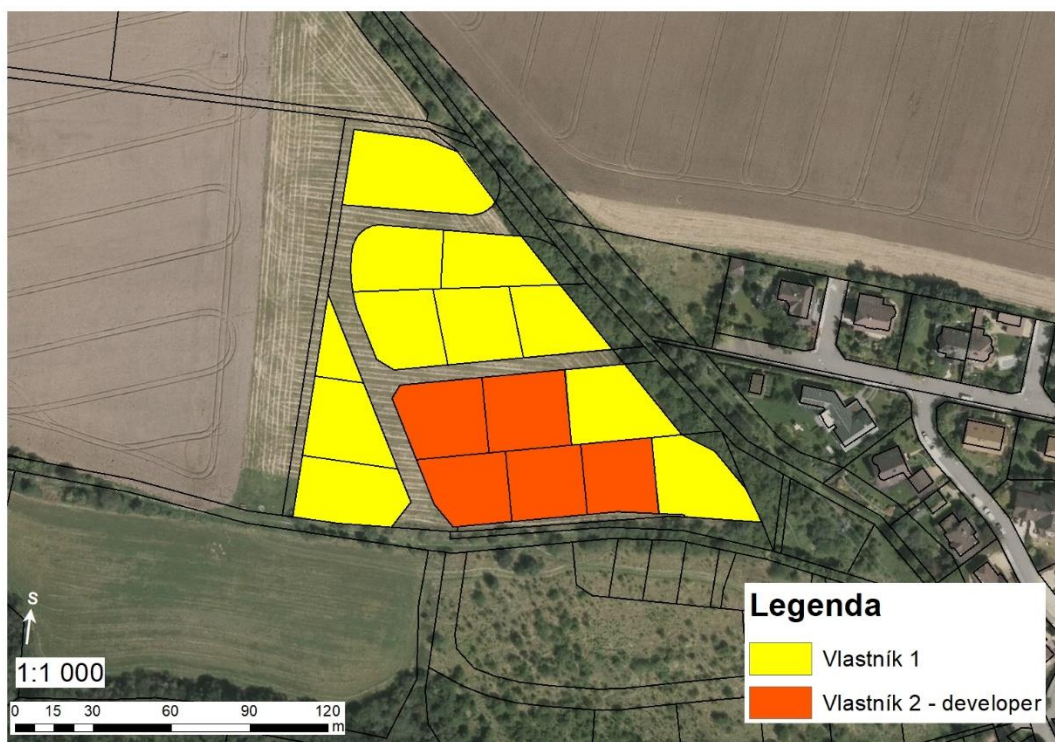 Legenda
Vlastník 1
Vlastník 2 - developer
S
1:1 000
0 15 30 60 90 120
m